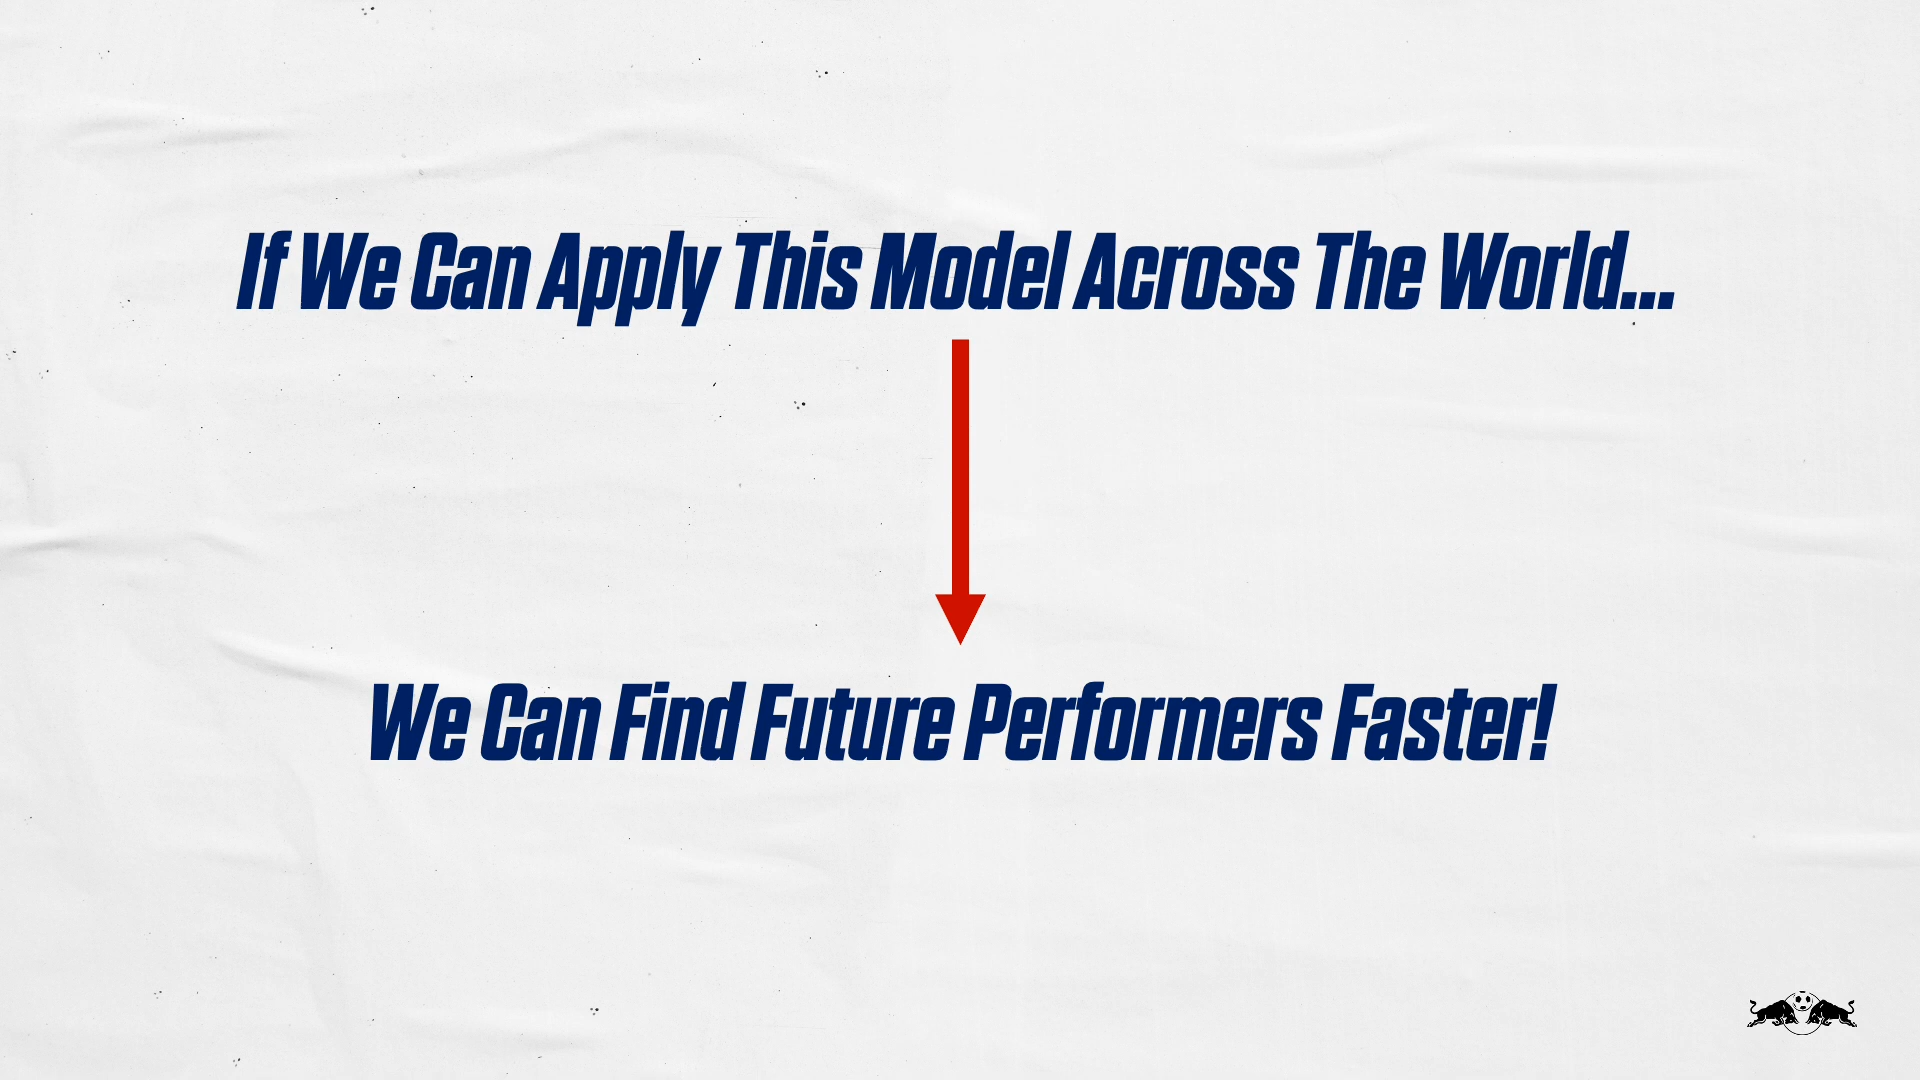 If We Can Apply This Model Across The World...
We Can Find Future Performers Faster!